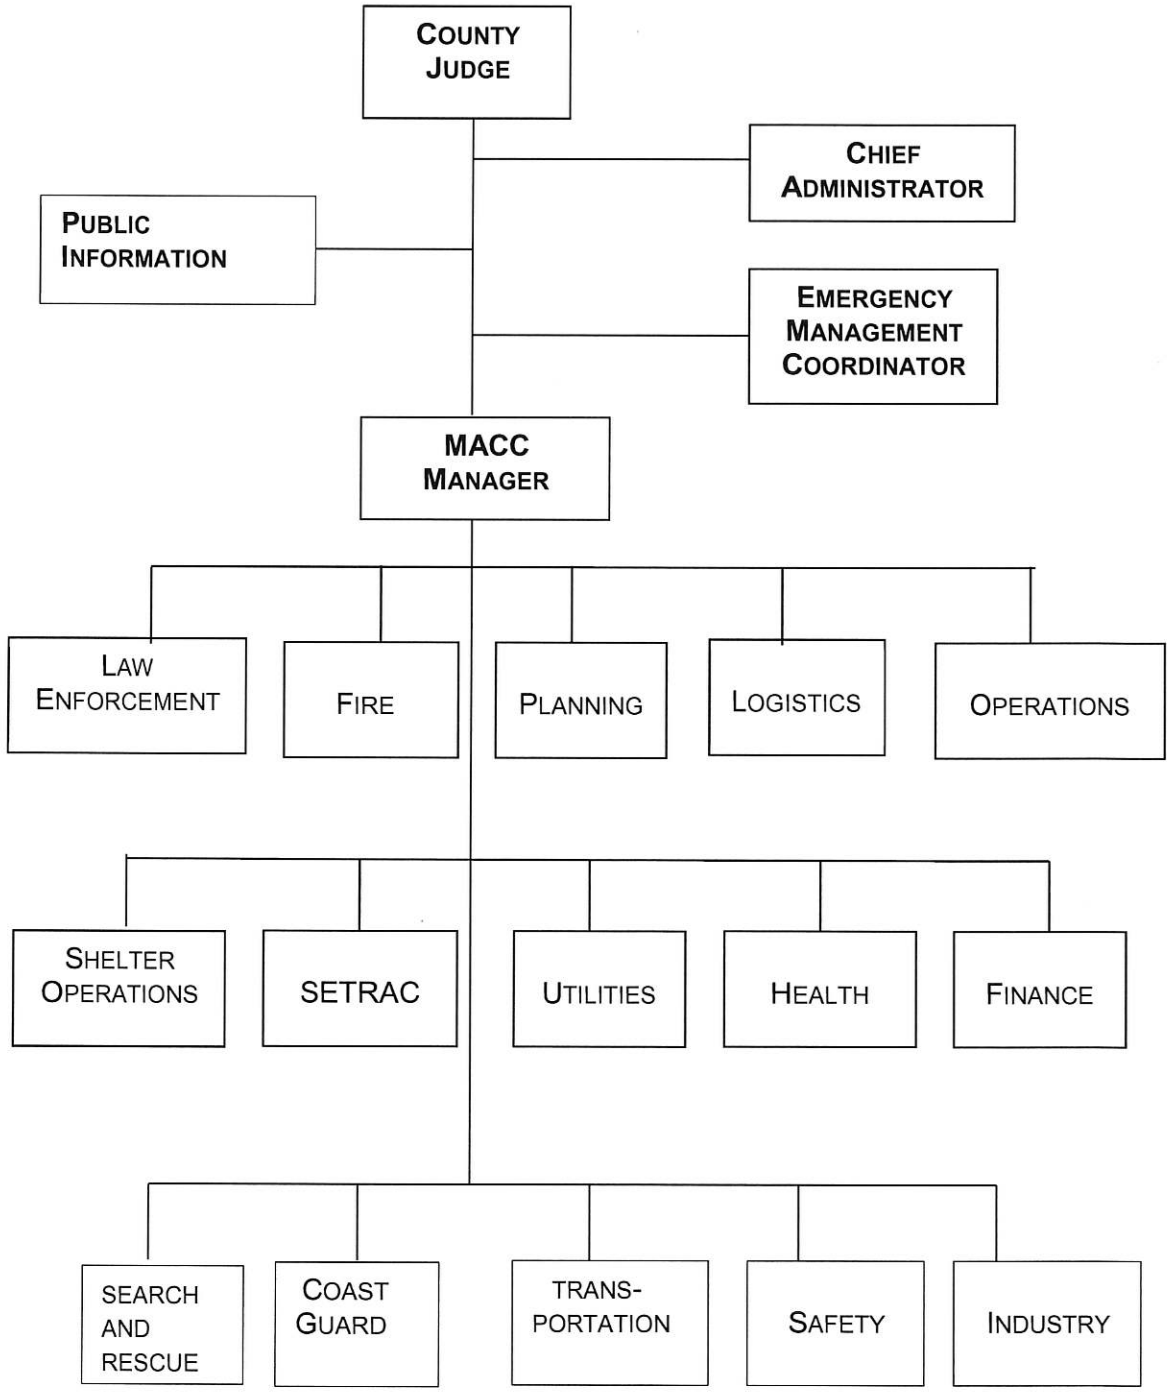 COUNTY
JUDGE
CHIEF
ADMINISTRATOR
PUBLIC
INFORMATION
EMERGENCY
MANAGEMENT
COORDINATOR
MACC
MANAGER
LAW
ENFORCEMENT
FIRE
PLANNING
LOGISTICS
OPERATIONS
SHELTER
OPERATIONS
SETRAC
UTILITIES
HEALTH
FINANCE
SEARCH
AND
RESCUE
COAST
GUARD
TRANS-
PORTATION
SAFETY
INDUSTRY